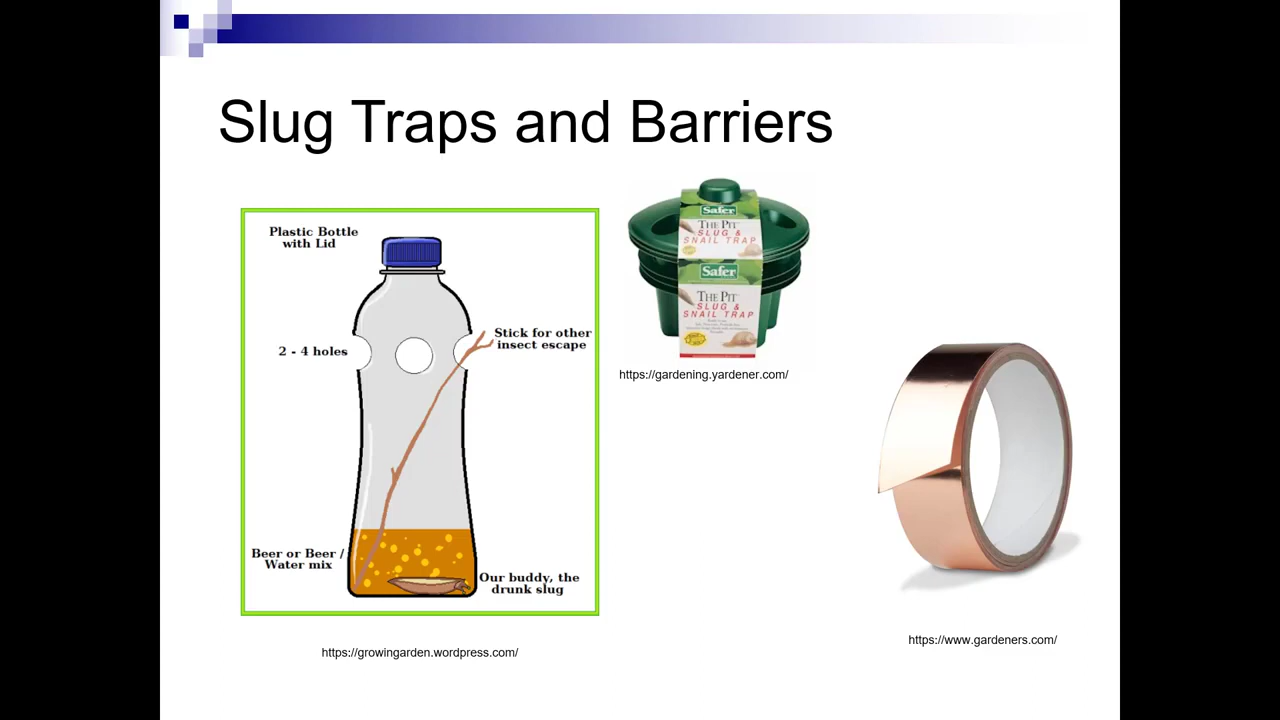 Slug Traps and Barriers
Plastic Bottle
with Lid
2 - 4 holes
Stick for other
insect escape
Beer or Beer /
Water mix
Our buddy, the
drunk slug
https://growingarden.wordpress.com/
Safer
THE PIT
SLUG &
SNAIL TRAP
Safer
THE PIT
SLUG &
SNAIL TRAP
https://gardening.yardener.com/
https://www.gardeners.com/